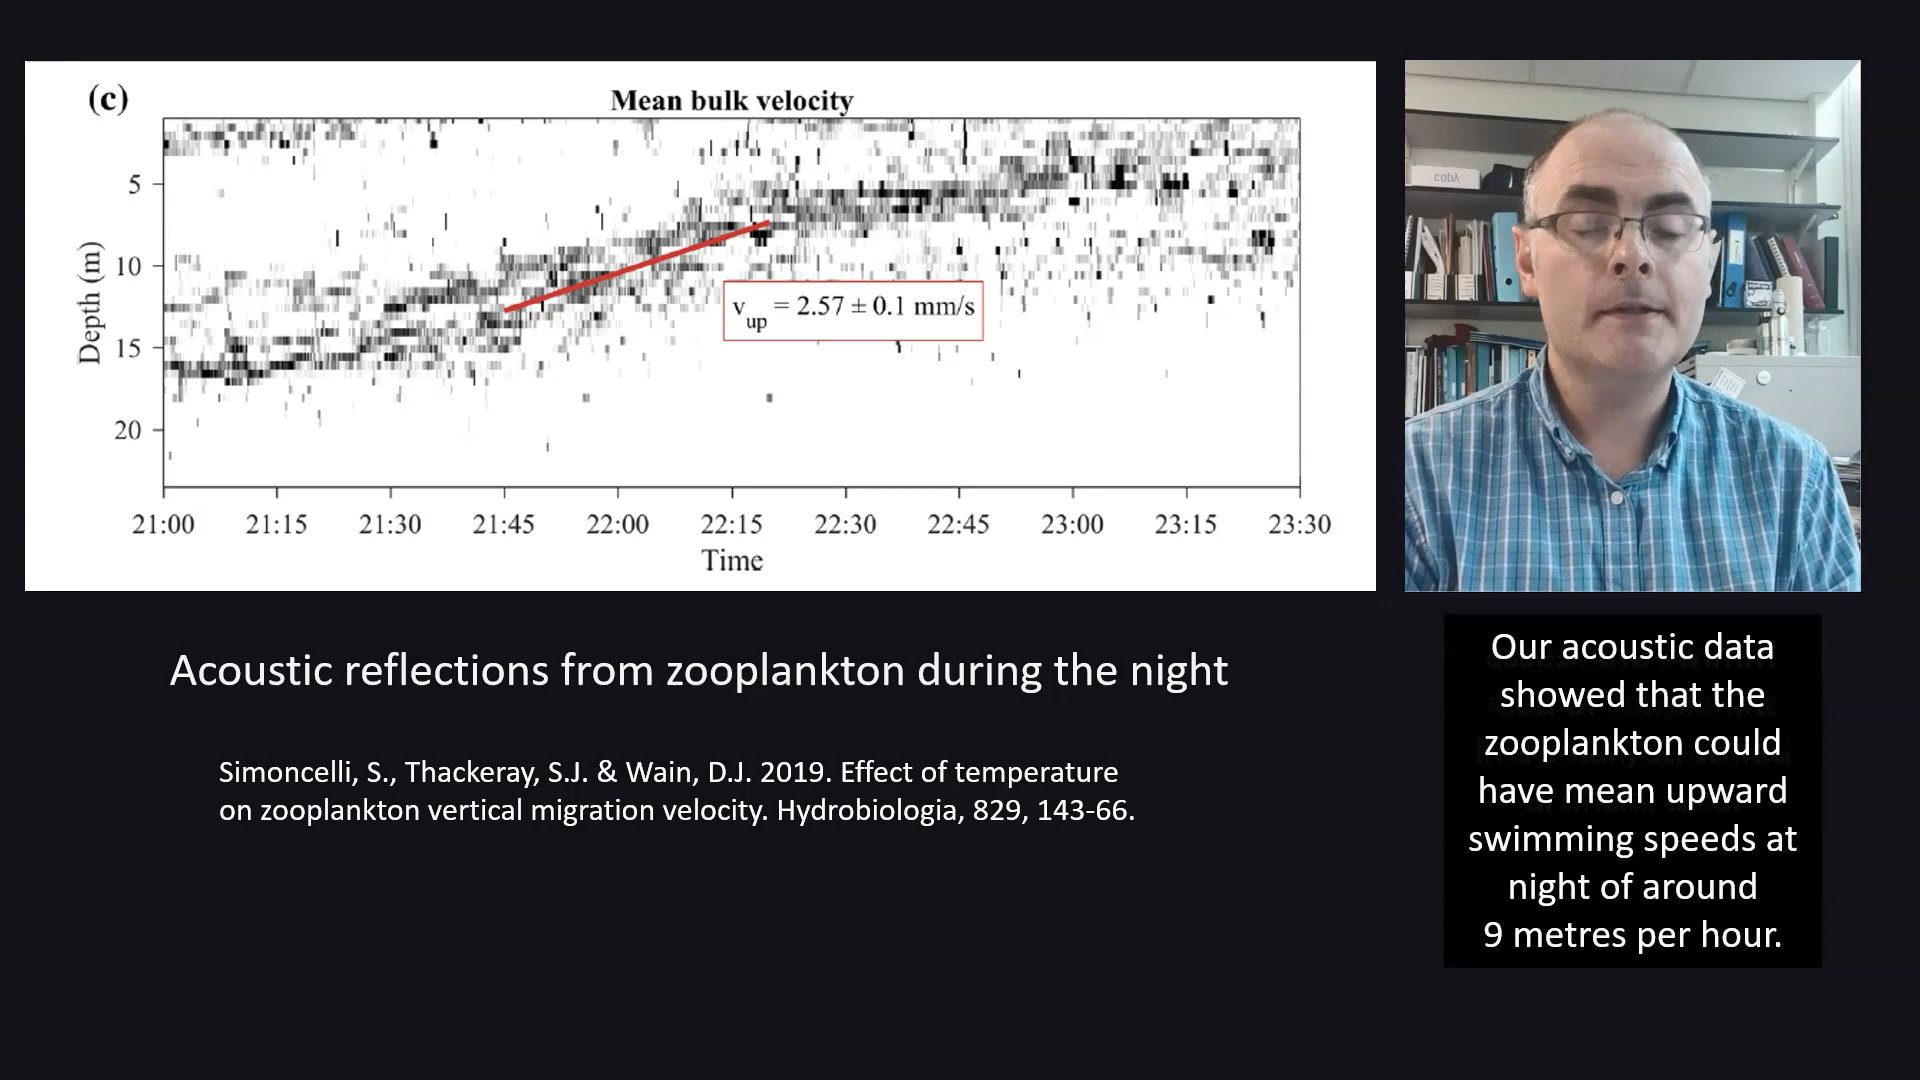 (c)
Mean bulk velocity
Depth (m)
5
10
15
20
v_up = 2.57 ± 0.1 mm/s
21:00 21:15 21:30 21:45 22:00 22:15 22:30 22:45 23:00 23:15 23:30
Time
Acoustic reflections from zooplankton during the night
Simoncelli, S., Thackeray, S.J. & Wain, D.J. 2019. Effect of temperature
on zooplankton vertical migration velocity. Hydrobiologia, 829, 143-66.
Our acoustic data
showed that the
zooplankton could
have mean upward
swimming speeds at
night of around
9 metres per hour.